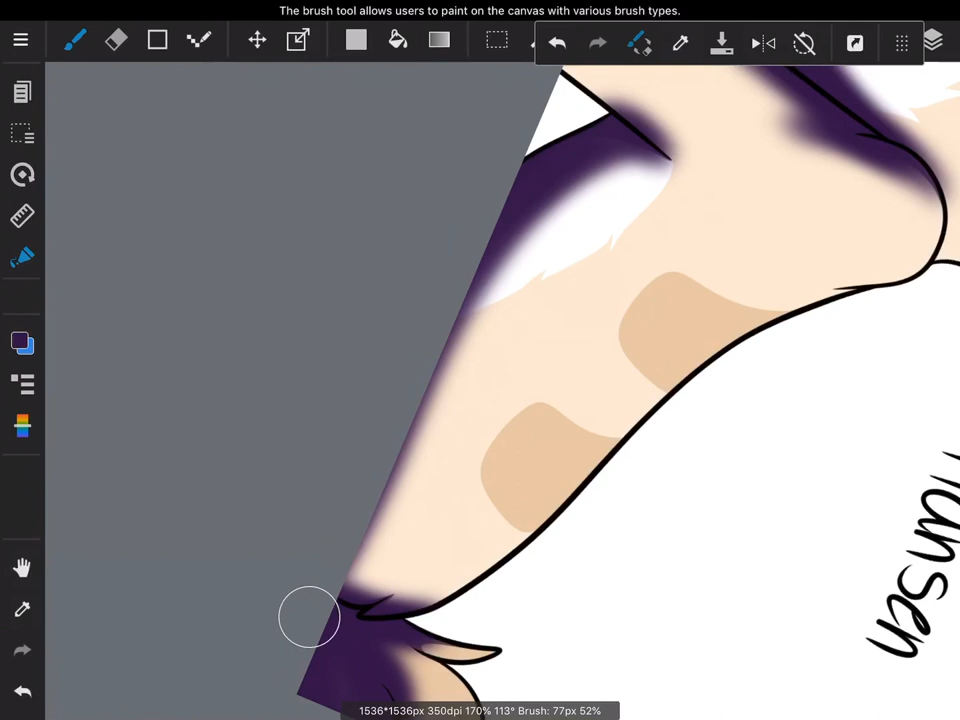 The brush tool allows users to paint on the canvas with various brush types.
1536*1536px 350dpi 170% 113° Brush: 77px 52%